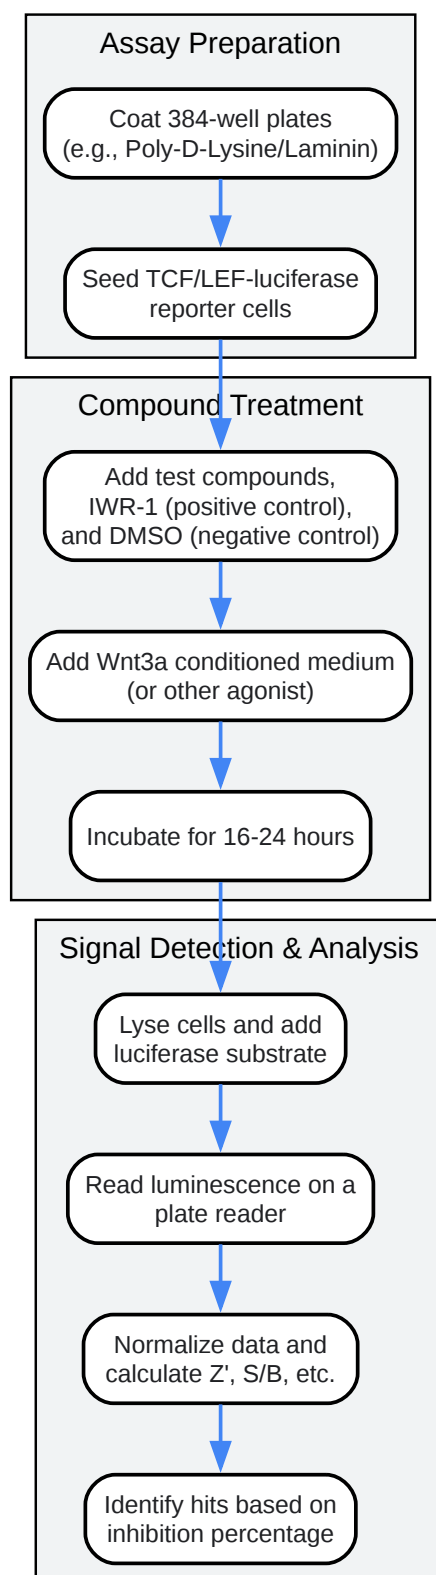 Assay Preparation
Coat 384-well plates
(e.g., Poly-D-Lysine/Laminin)
Seed TCF/LEF-luciferase
reporter cells
Compound Treatment
Add test compounds,
IWR-1 (positive control),
and DMSO (negative control)
Add Wnt3a conditioned medium
(or other agonist)
Incubate for 16-24 hours
Signal Detection & Analysis
Lyse cells and add
luciferase substrate
Read luminescence on a
plate reader
Normalize data and
calculate Z', S/B, etc.
Identify hits based on
inhibition percentage